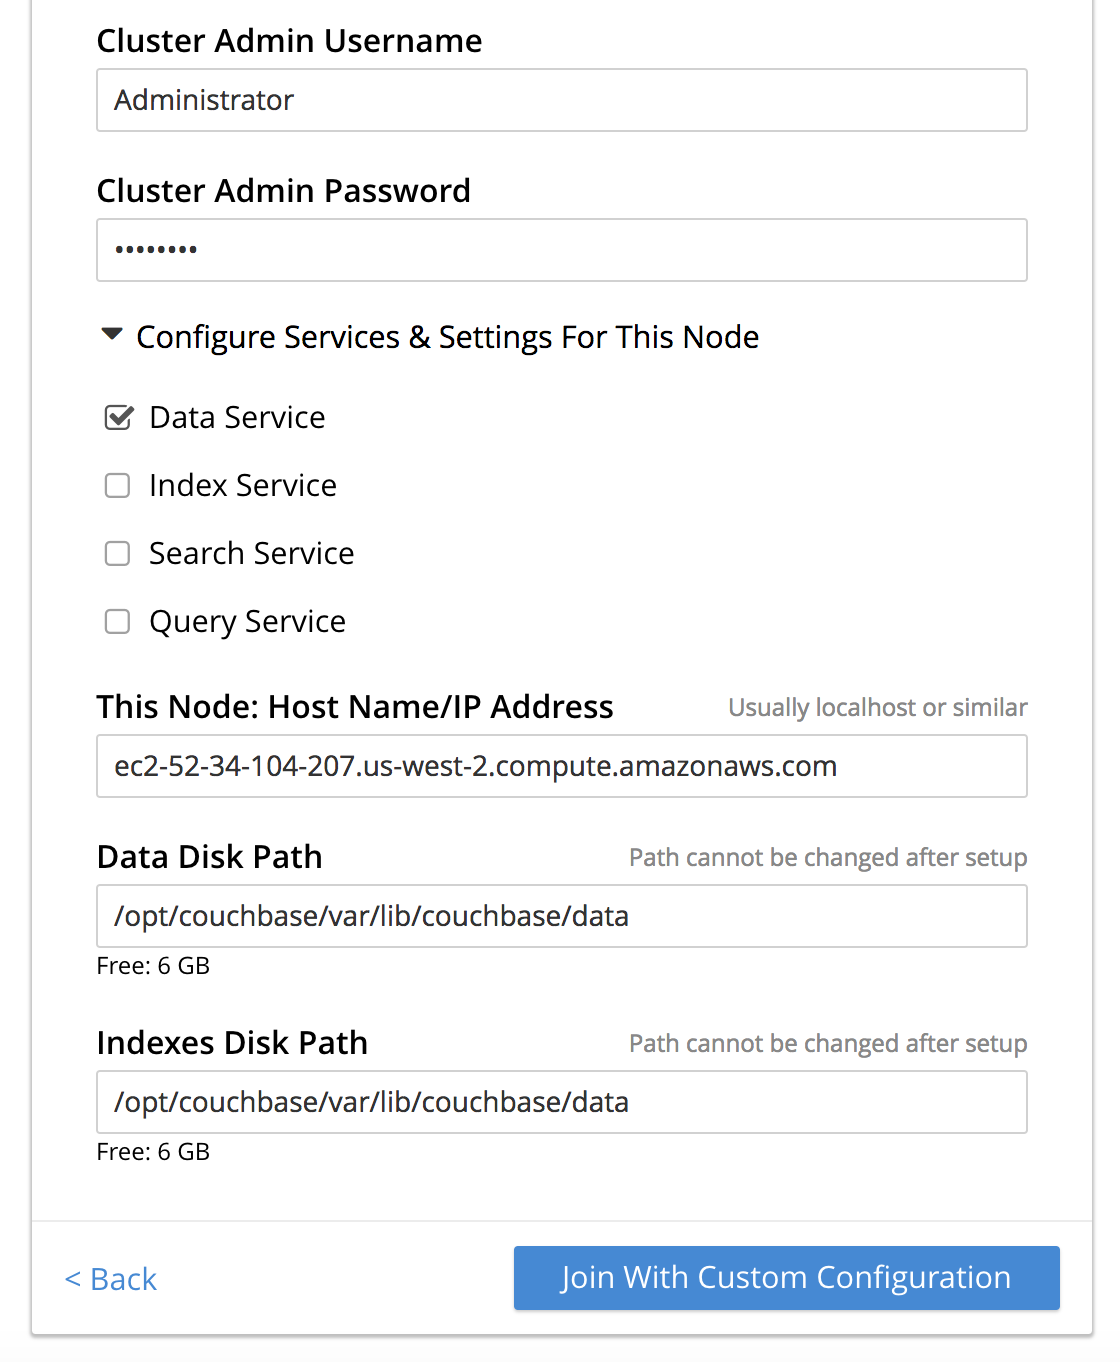 Cluster Admin Username
Administrator
Cluster Admin Password
••••••••
Configure Services & Settings For This Node
Data Service
Index Service
Search Service
Query Service
This Node: Host Name/IP Address Usually localhost or similar
ec2-52-34-104-207.us-west-2.compute.amazonaws.com
Data Disk Path Path cannot be changed after setup
/opt/couchbase/var/lib/couchbase/data
Free: 6 GB
Indexes Disk Path Path cannot be changed after setup
/opt/couchbase/var/lib/couchbase/data
Free: 6 GB
< Back Join With Custom Configuration